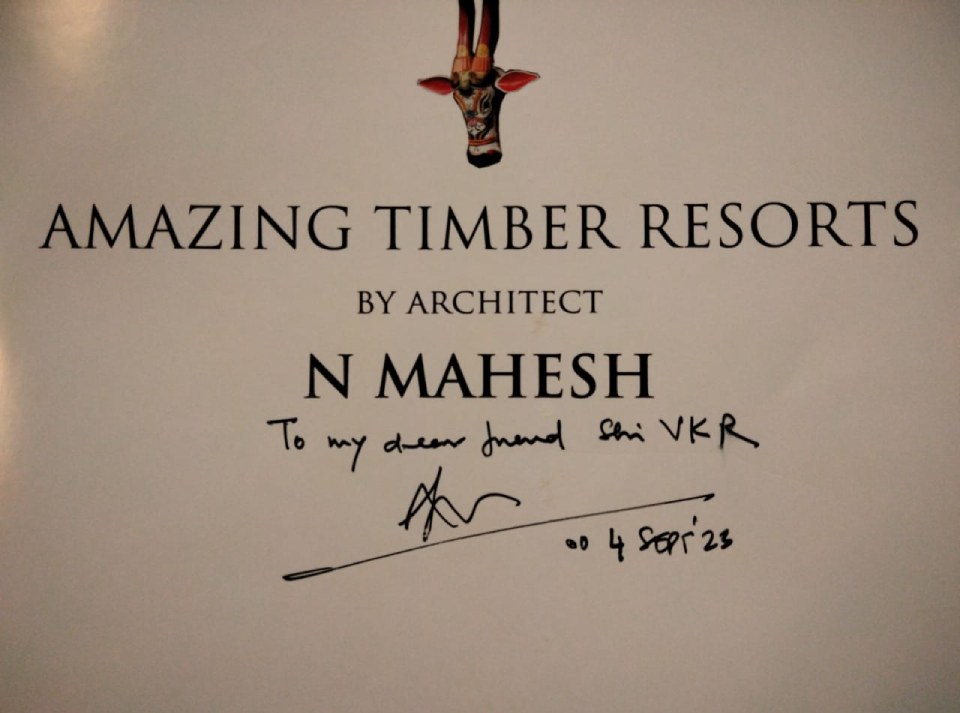 AMAZING TIMBER RESORTS
BY ARCHITECT
N MAHESH
To my dear friend Shri VKR
4 SEPT'23